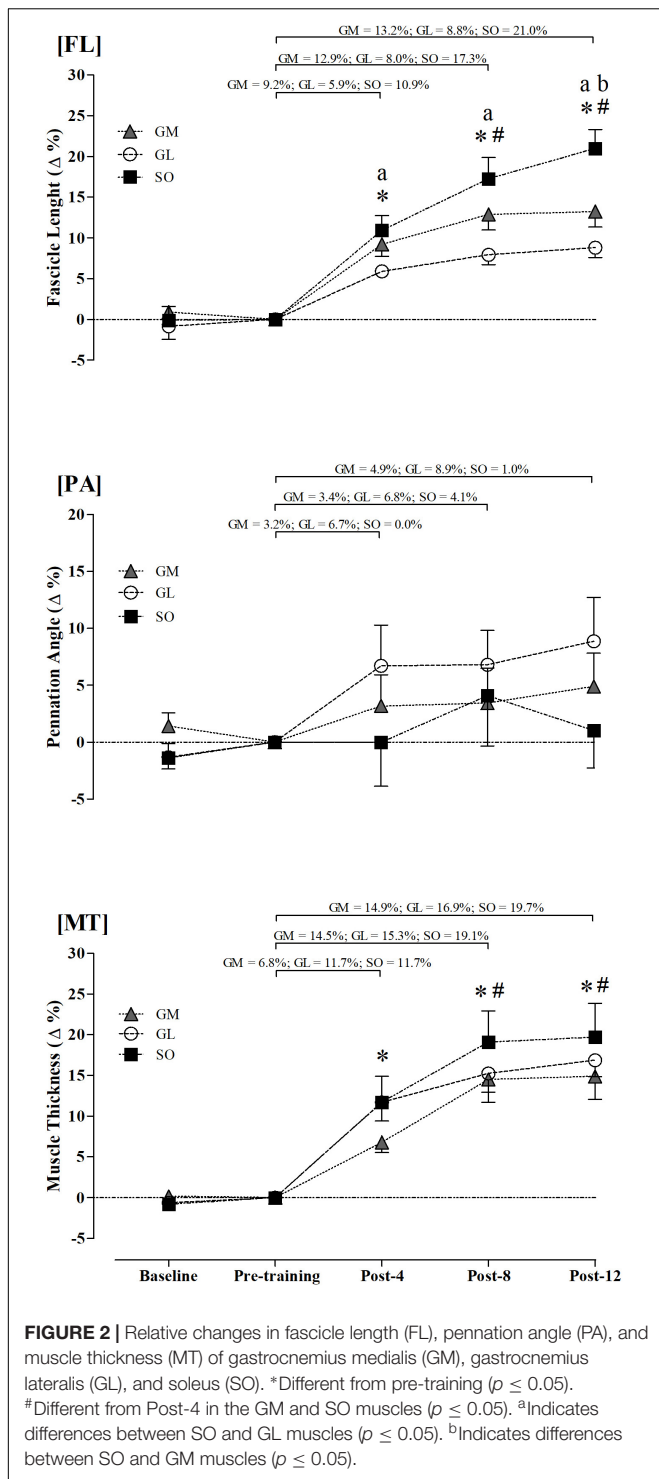 [FL]
GM = 13.2%; GL = 8.8%; SO = 21.0%
GM = 12.9%; GL = 8.0%; SO = 17.3%
GM = 9.2%; GL = 5.9%; SO = 10.9%
Fascicle Lenght (Δ %)
30
25
20
15
10
5
0
-5
GM
GL
SO
a
*
a
* #
a b
* #
[PA]
GM = 4.9%; GL = 8.9%; SO = 1.0%
GM = 3.4%; GL = 6.8%; SO = 4.1%
GM = 3.2%; GL = 6.7%; SO = 0.0%
Pennation Angle (Δ %)
20
15
10
5
0
-5
GM
GL
SO
[MT]
GM = 14.9%; GL = 16.9%; SO = 19.7%
GM = 14.5%; GL = 15.3%; SO = 19.1%
GM = 6.8%; GL = 11.7%; SO = 11.7%
Muscle Thickness (Δ %)
30
25
20
15
10
5
0
-5
GM
GL
SO
*
* #
* #
Baseline Pre-training Post-4 Post-8 Post-12
FIGURE 2 | Relative changes in fascicle length (FL), pennation angle (PA), and
muscle thickness (MT) of gastrocnemius medialis (GM), gastrocnemius
lateralis (GL), and soleus (SO). *Different from pre-training (p ≤ 0.05).
#Different from Post-4 in the GM and SO muscles (p ≤ 0.05). aIndicates
differences between SO and GL muscles (p ≤ 0.05). bIndicates differences
between SO and GM muscles (p ≤ 0.05).